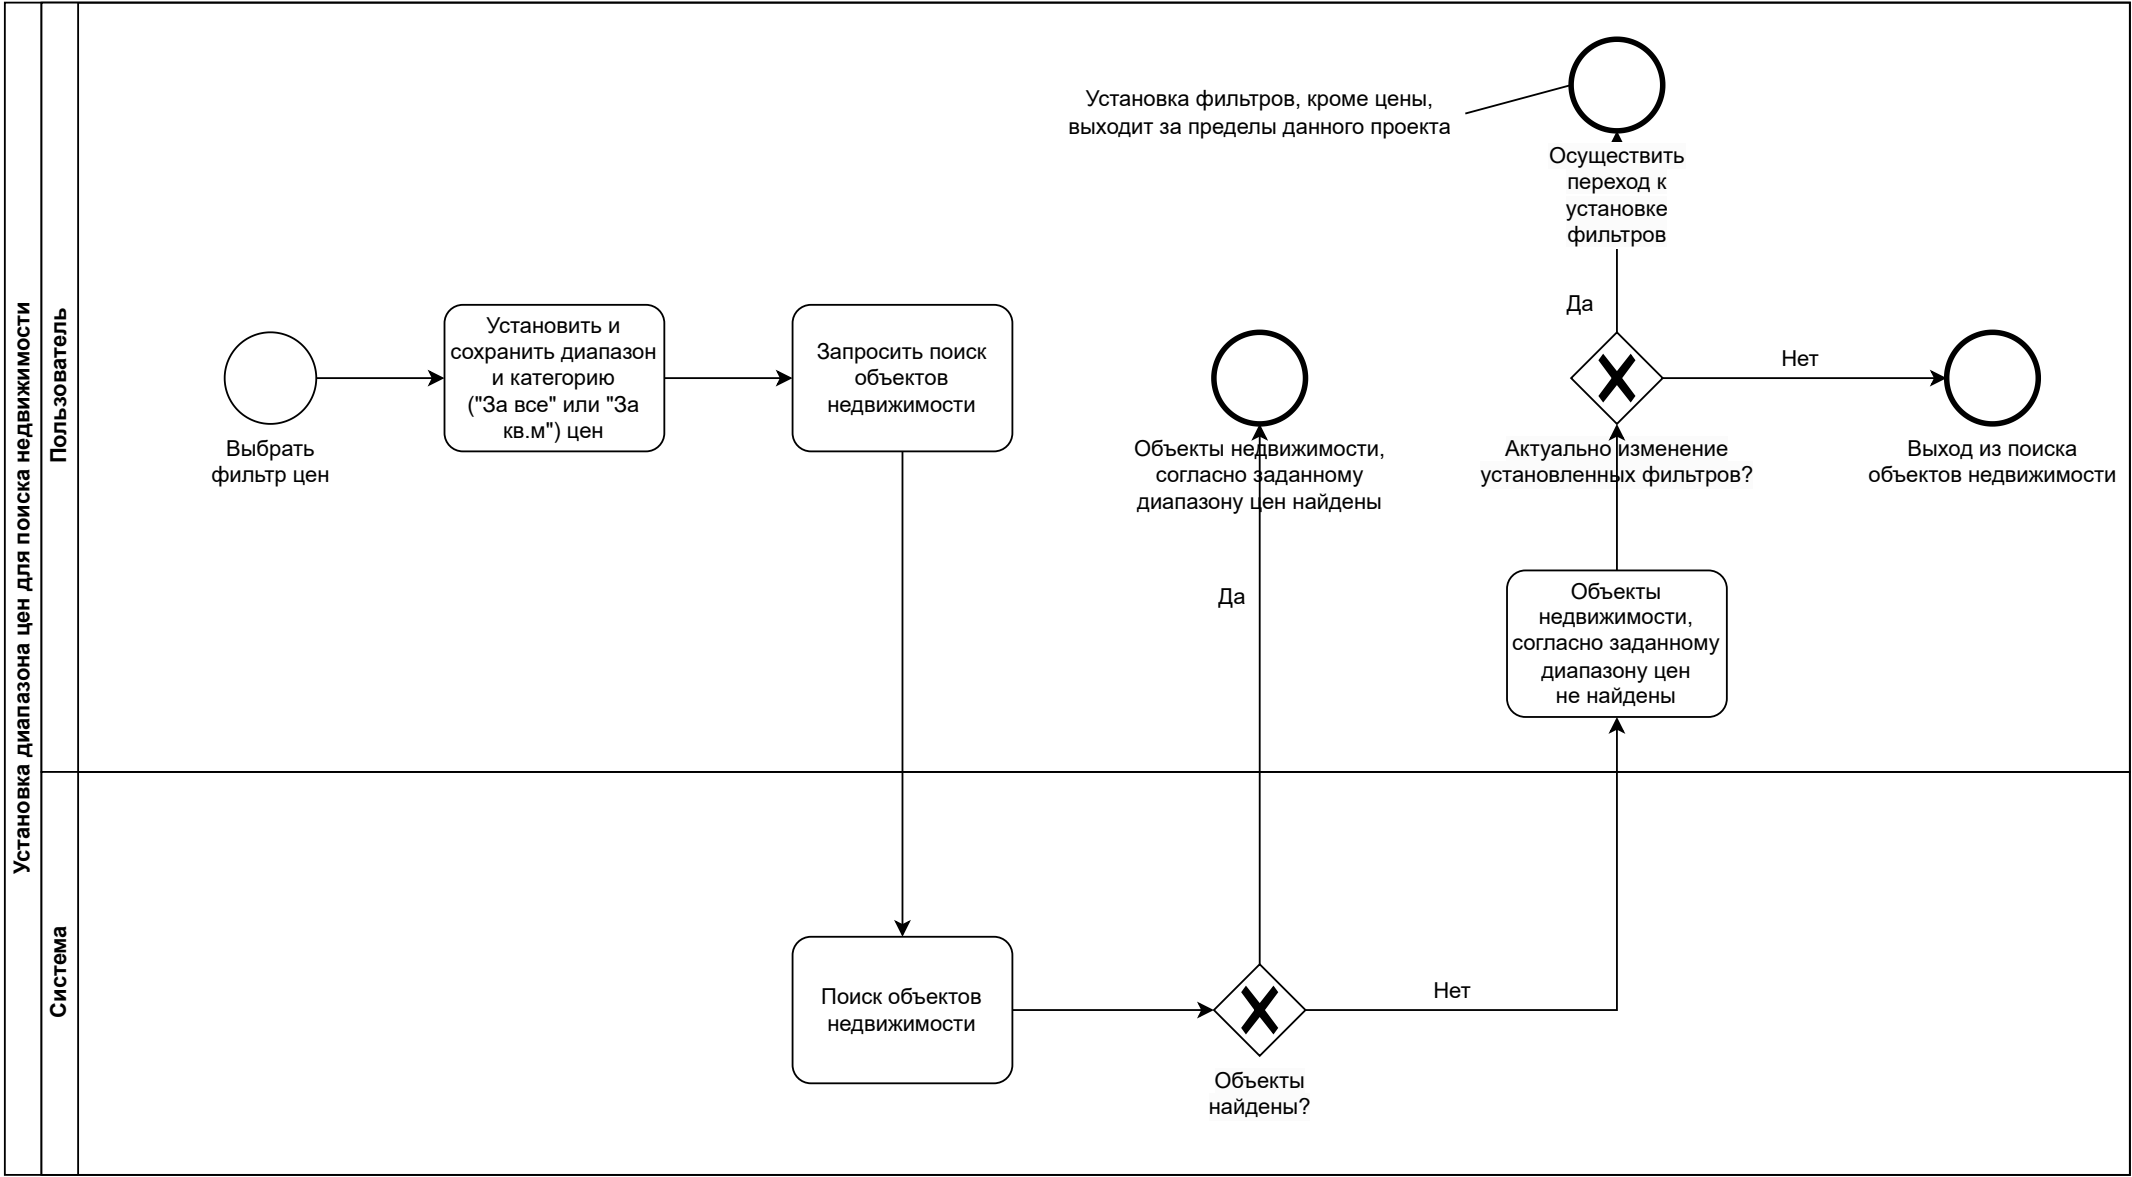 Установка диапазона цен для поиска недвижимости
Пользователь
Установка фильтров, кроме цены,
выходит за пределы данного проекта
Осуществить
переход к
установке
фильтров
Да
Выбрать
фильтр цен
Установить и
сохранить диапазон
и категорию
("За все" или "За
кв.м") цен
Запросить поиск
объектов
недвижимости
Объекты недвижимости,
согласно заданному
диапазону цен найдены
Да
Актуально изменение
установленных фильтров?
Нет
Выход из поиска
объектов недвижимости
Объекты
недвижимости,
согласно заданному
диапазону цен
не найдены
Система
Поиск объектов
недвижимости
Объекты
найдены?
Нет